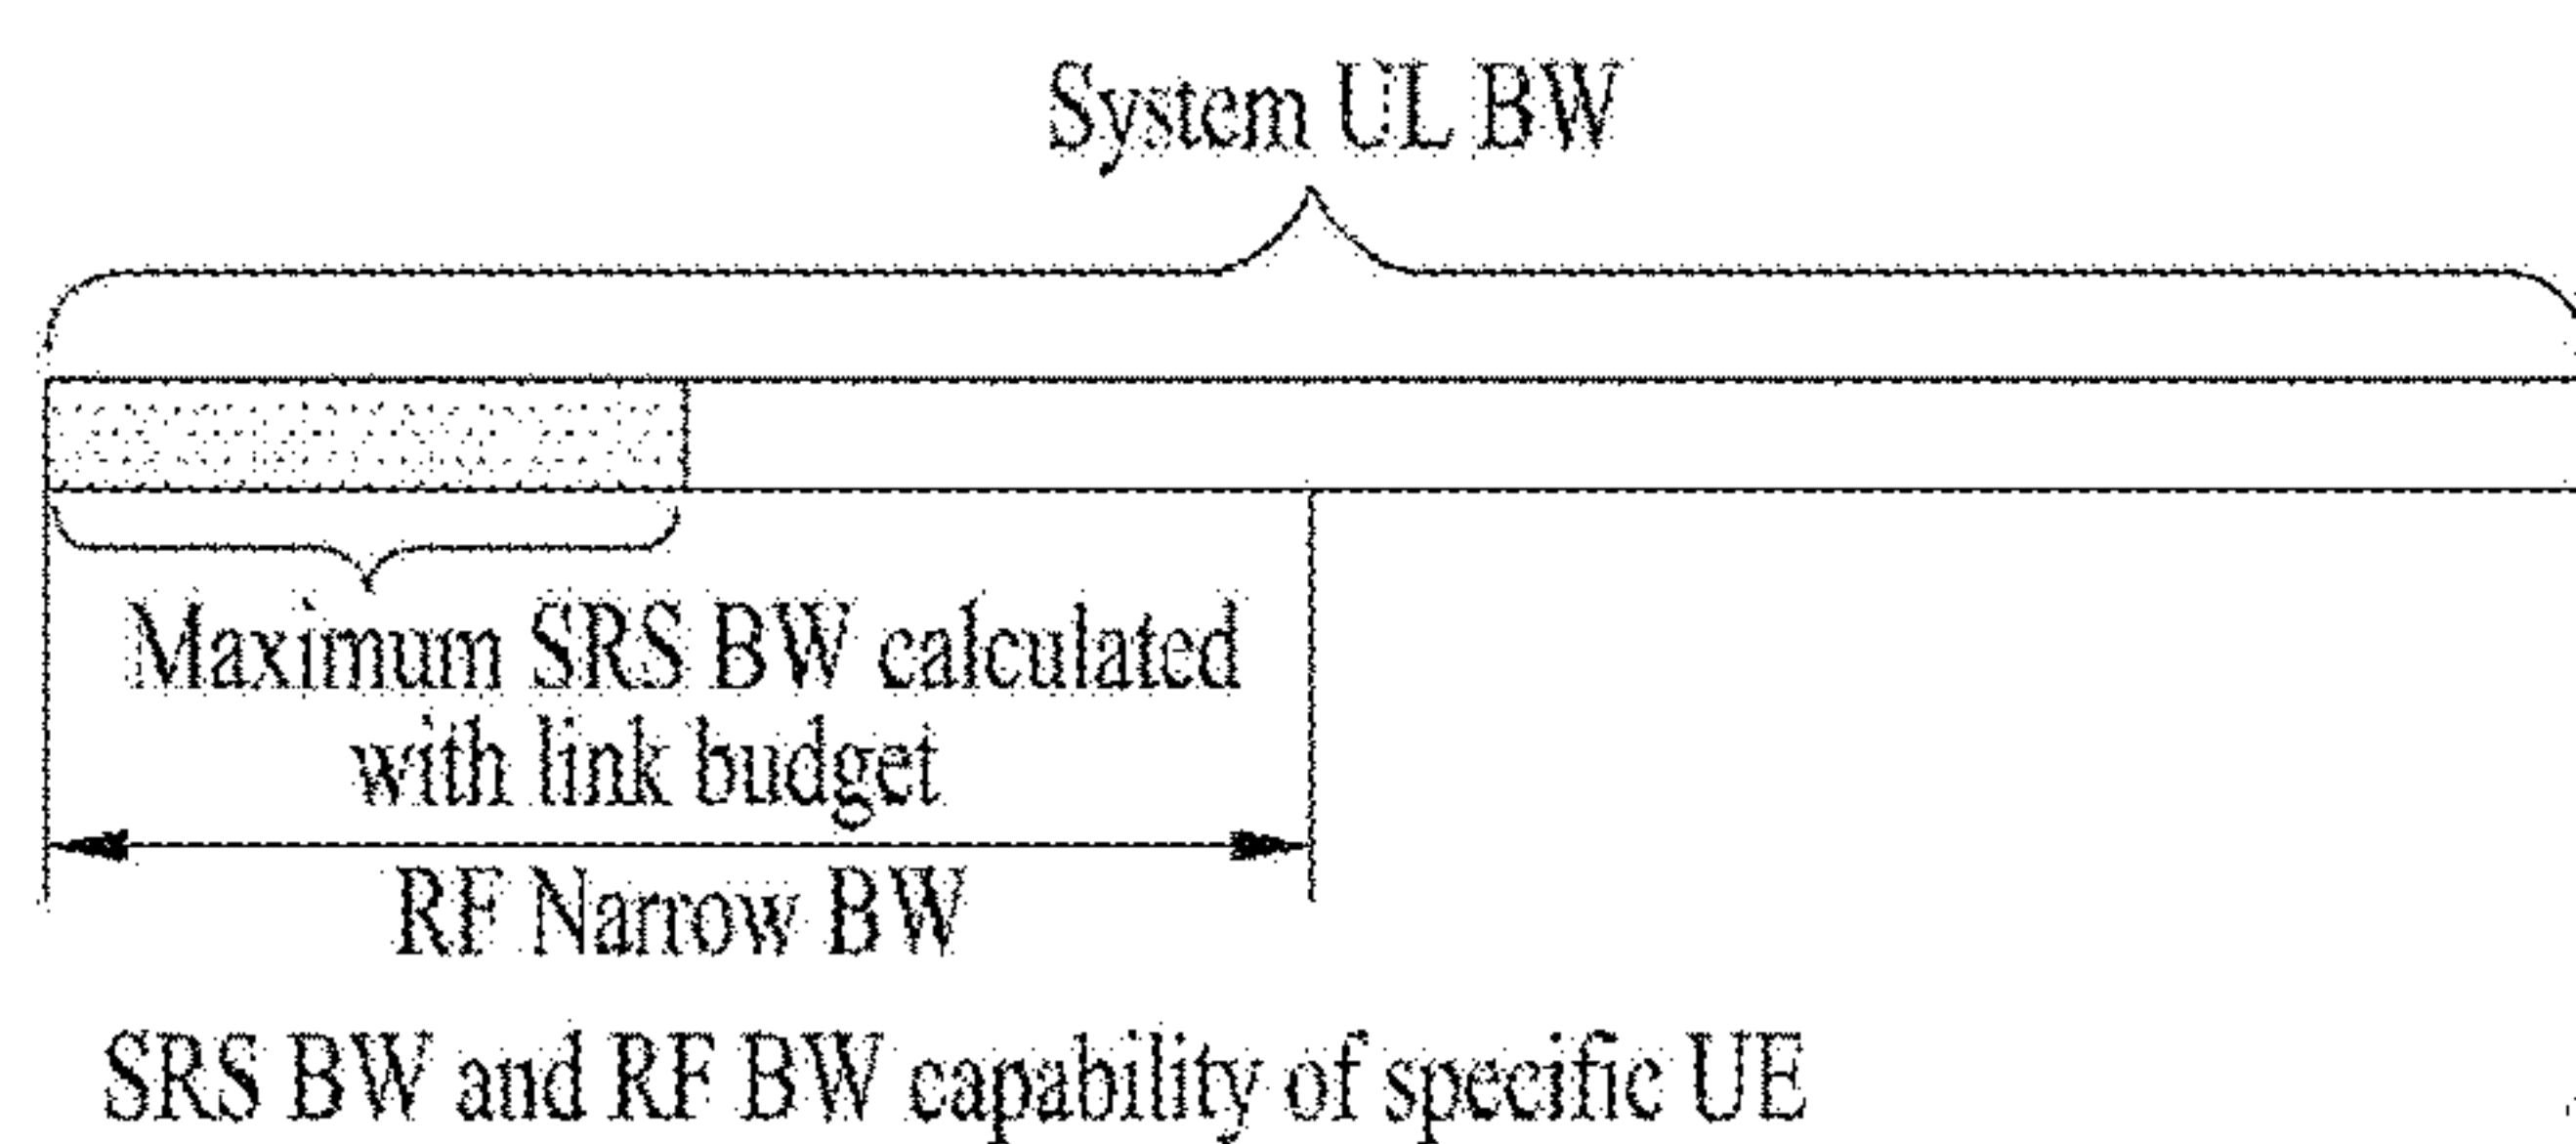 System UL BW
Maximum SRS BW calculated
with link budget
RF Narrow BW
SRS BW and RF BW capability of specific UE